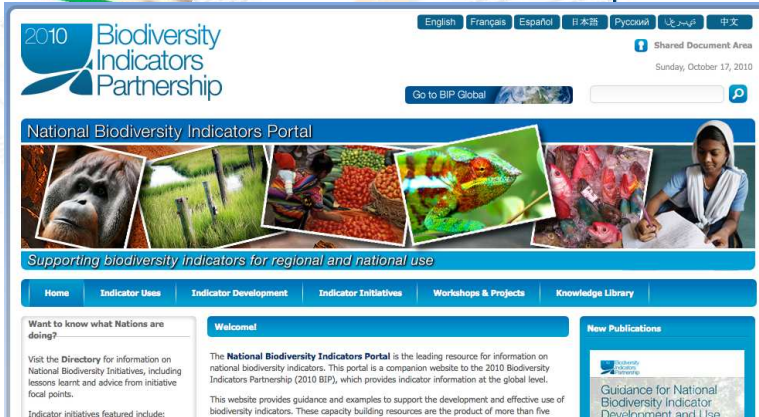 English Français Español 日本語 Русский 中文
2010 Biodiversity
Indicators
Partnership
Shared Document Area
Sunday, October 17, 2010
Go to BIP Global
National Biodiversity Indicators Portal
Supporting biodiversity indicators for regional and national use
Home Indicator Uses Indicator Development Indicator Initiatives Workshops & Projects Knowledge Library
Want to know what Nations are
doing?
Visit the Directory for information on
National Biodiversity Initiatives, including
lessons learnt and advice from initiative
focal points.
Indicator initiatives featured include:
Welcome!
The National Biodiversity Indicators Portal is the leading resource for information on
national biodiversity indicators. This portal is a companion website to the 2010 Biodiversity
Indicators Partnership (2010 BIP), which provides indicator information at the global level.
This website provides guidance and examples to support the development and effective use of
biodiversity indicators. These capacity building resources are the product of more than five
New Publications
Biodiversity
Indicators
Partnership
Guidance for National
Biodiversity Indicator
Development and Use